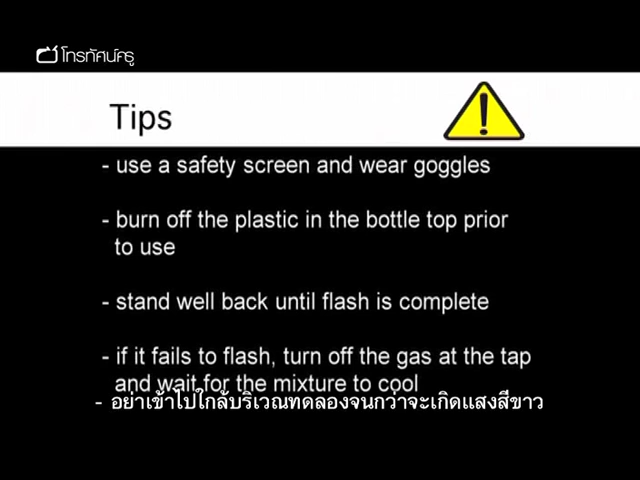 โทรทัศน์ครู
Tips
- use a safety screen and wear goggles
- burn off the plastic in the bottle top prior
to use
- stand well back until flash is complete
- if it fails to flash, turn off the gas at the tap
and wait for the mixture to cool
- อย่าเข้าไปใกล้บริเวณทดลองจนกว่าจะเกิดแสงสีขาว